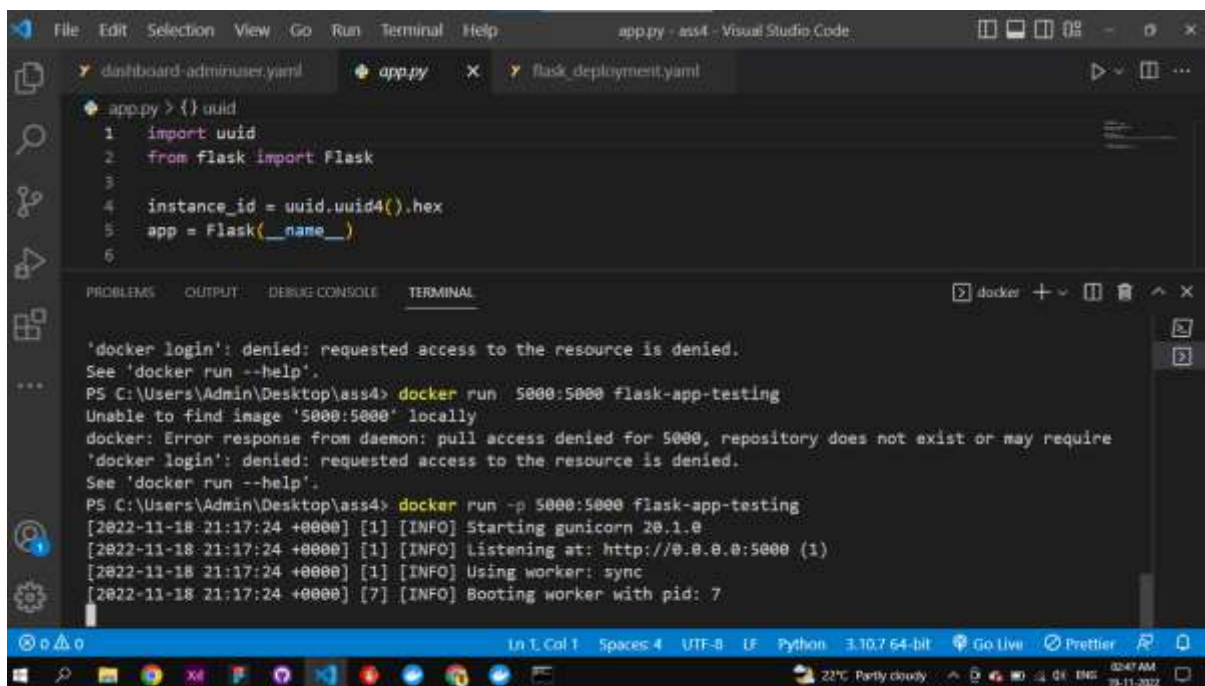 File Edit Selection View Go Run Terminal Help app.py - ass4 - Visual Studio Code
dashboard-adminuser.yaml app.py flask_deployment.yaml
app.py > {} uuid
1 import uuid
2 from flask import Flask
3
4 instance_id = uuid.uuid4().hex
5 app = Flask(__name__)
6
PROBLEMS OUTPUT DEBUG CONSOLE TERMINAL docker
'docker login': denied: requested access to the resource is denied.
See 'docker run --help'.
PS C:\Users\Admin\Desktop\ass4> docker run  5000:5000 flask-app-testing
Unable to find image '5000:5000' locally
docker: Error response from daemon: pull access denied for 5000, repository does not exist or may require
'docker login': denied: requested access to the resource is denied.
See 'docker run --help'.
PS C:\Users\Admin\Desktop\ass4> docker run -p 5000:5000 flask-app-testing
[2022-11-18 21:17:24 +0000] [1] [INFO] Starting gunicorn 20.1.0
[2022-11-18 21:17:24 +0000] [1] [INFO] Listening at: http://0.0.0.0:5000 (1)
[2022-11-18 21:17:24 +0000] [1] [INFO] Using worker: sync
[2022-11-18 21:17:24 +0000] [7] [INFO] Booting worker with pid: 7
0 0 Ln 1, Col 1 Spaces: 4 UTF-8 LF Python 3.10.7 64-bit Go Live Prettier
Xd 22°C Partly cloudy ENG 02:47 AM
19-11-2022